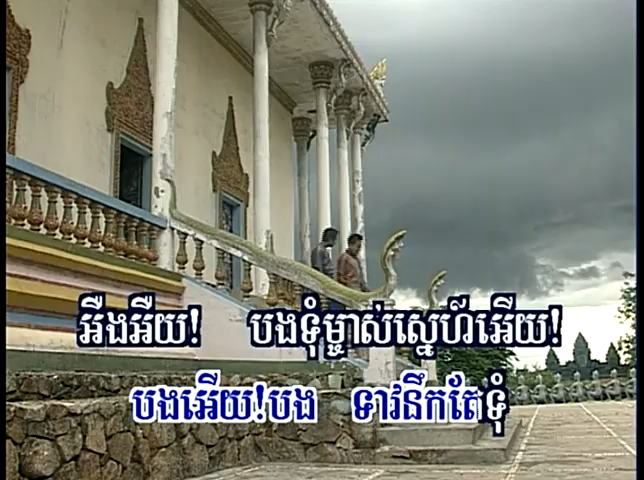 អឺងអឺយ! បងទុំម្ចាស់ស្នេហ៍អើយ!
បងអើយ!បង ទាវនឹកតែទុំ